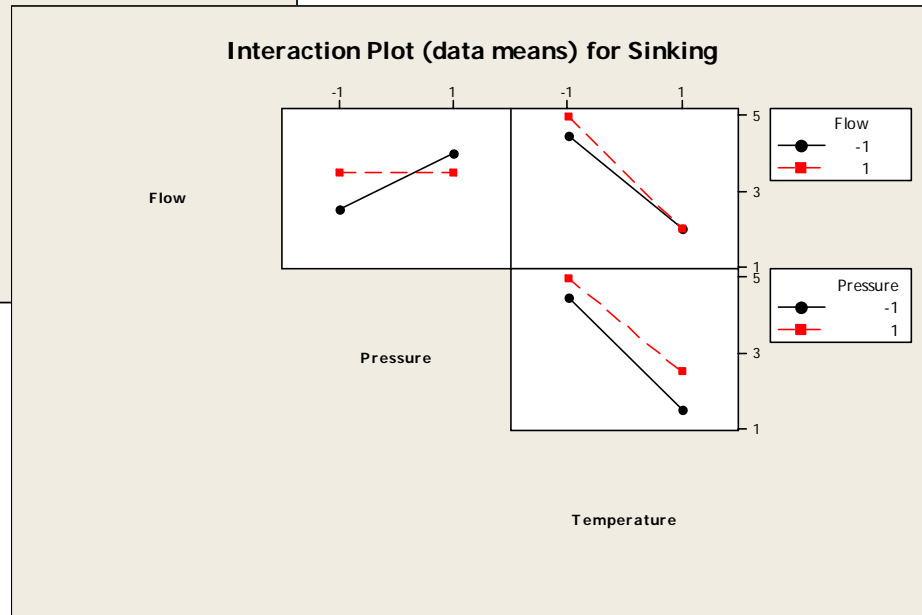 Interaction Plot (data means) for Sinking
-1 1 -1 1
5
3
1
Flow
-1
1
Flow
5
3
1
Pressure
-1
1
Pressure
Temperature